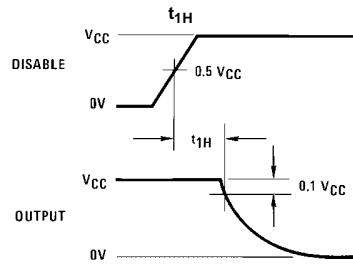 t1H
VCC
DISABLE
0.5 VCC
0V
t1H
VCC
0.1 VCC
OUTPUT
0V